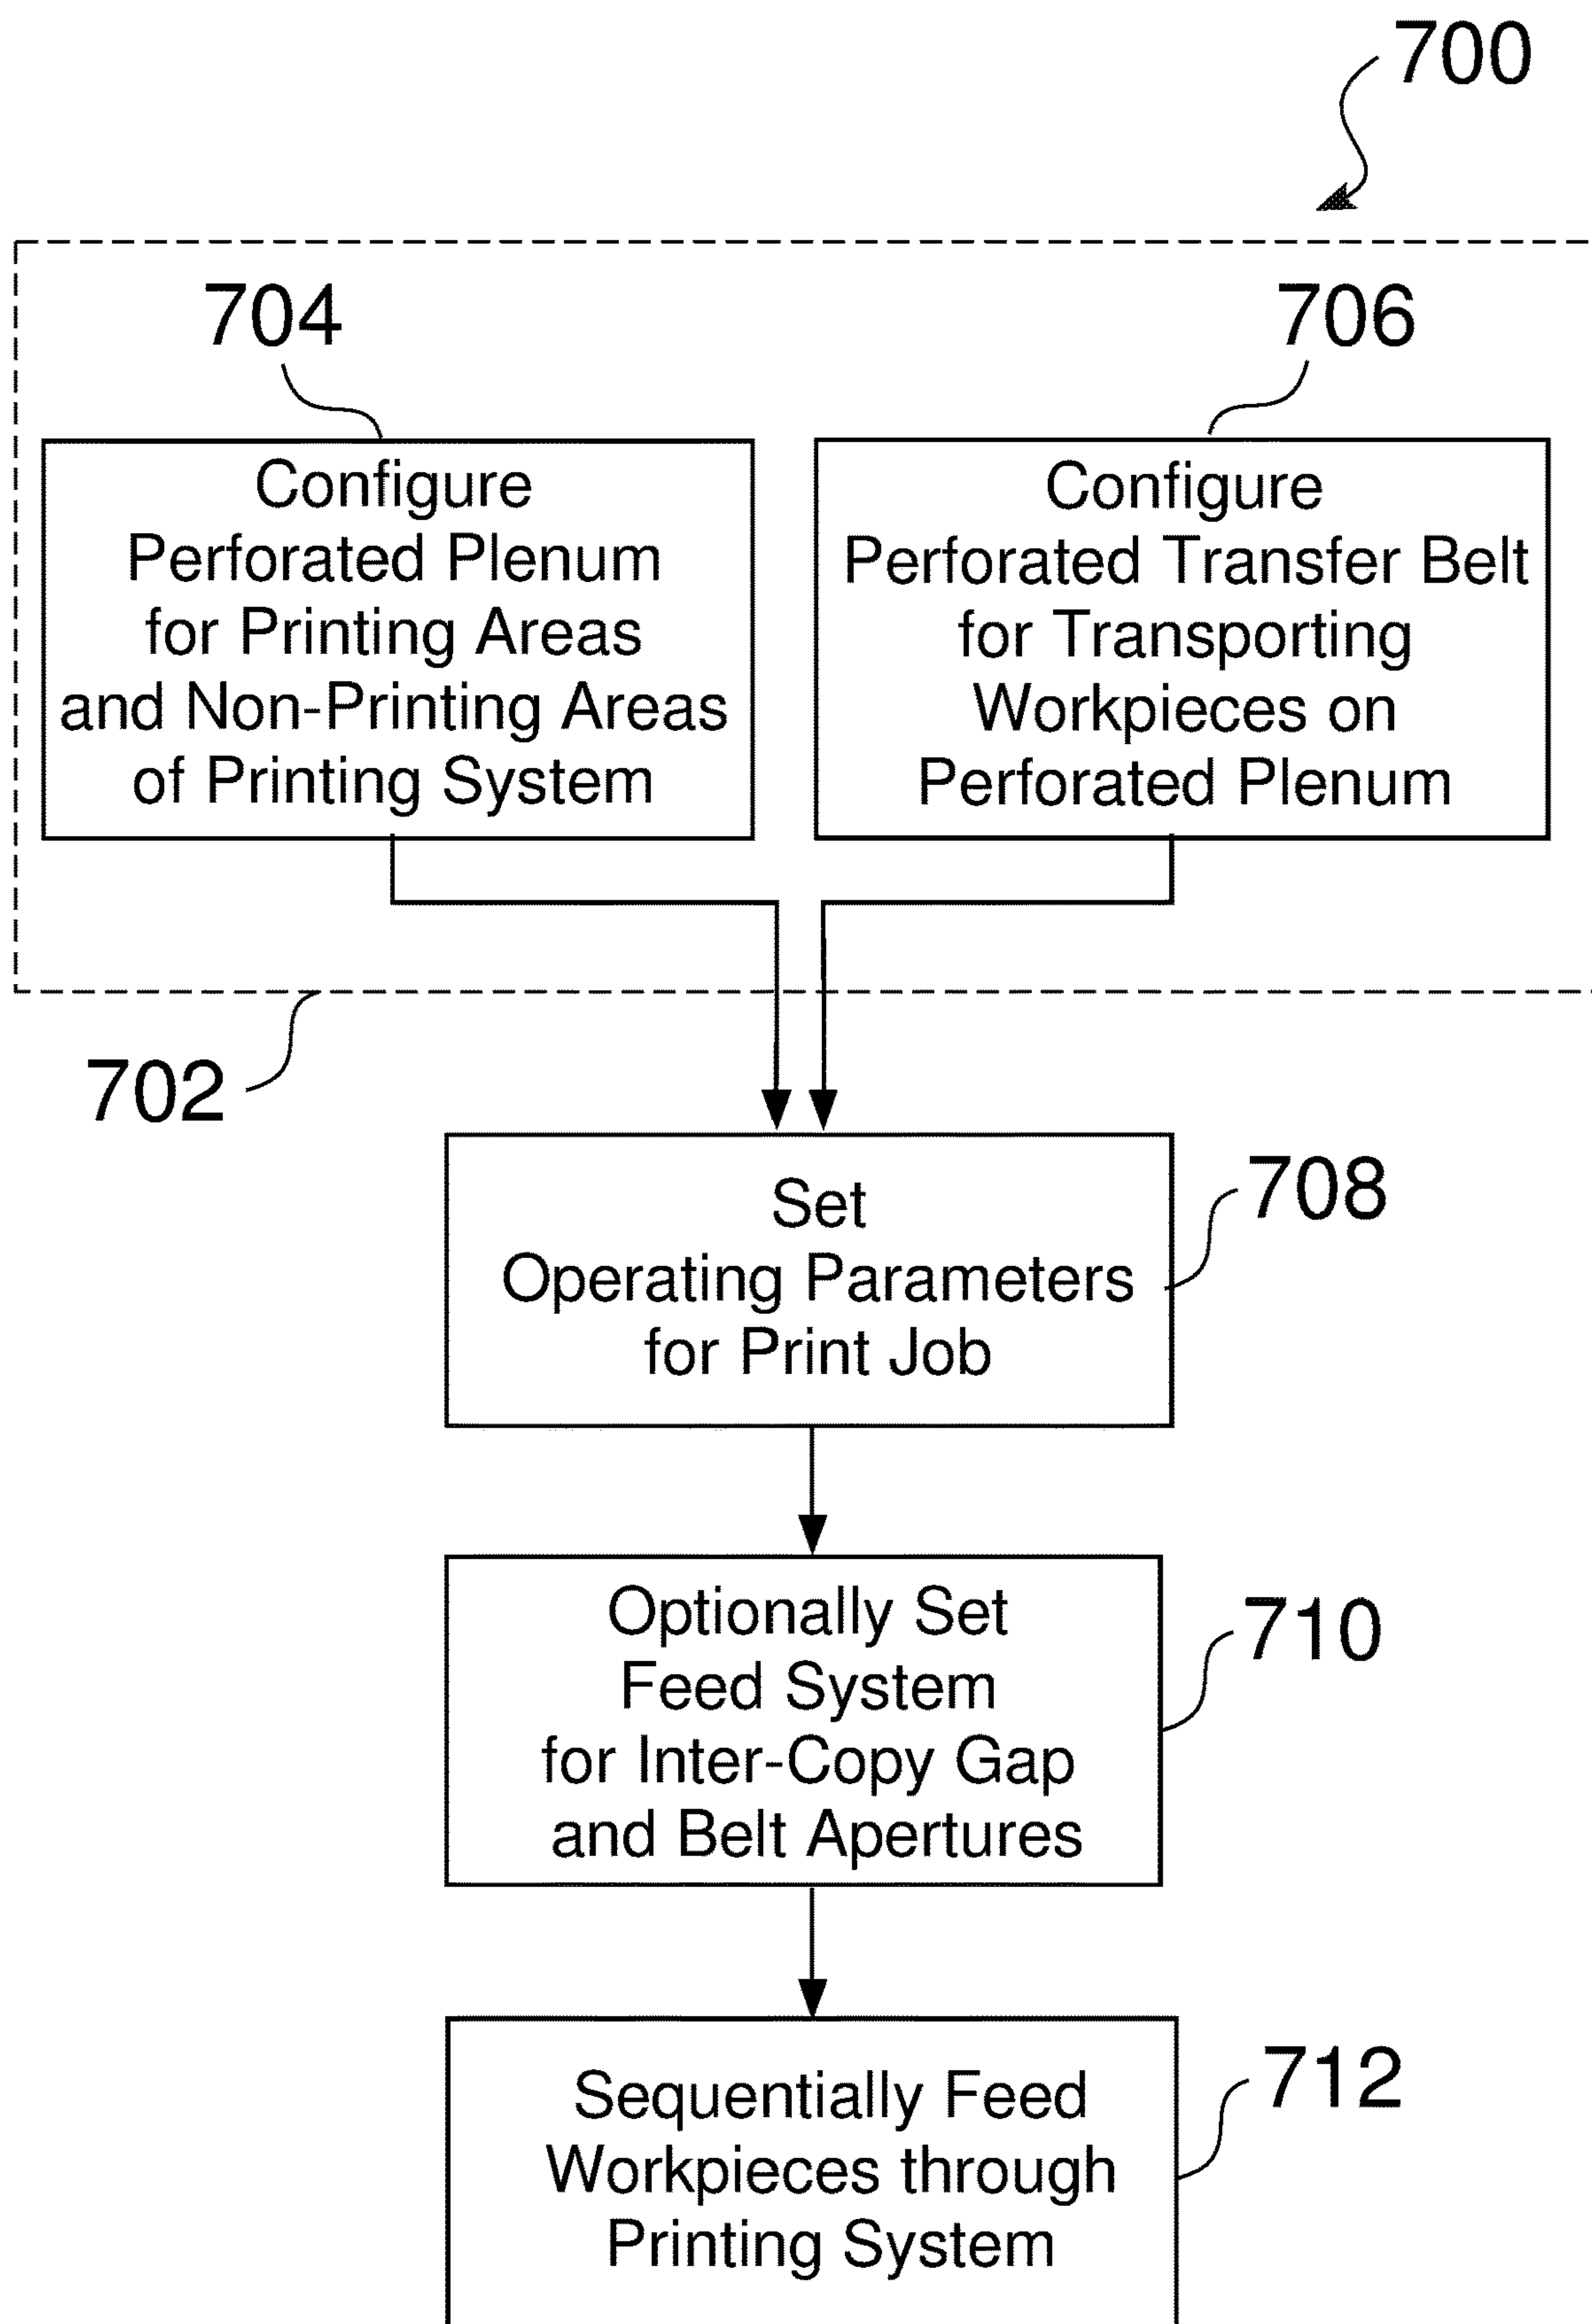 700
704
706
Configure
Perforated Plenum
for Printing Areas
and Non-Printing Areas
of Printing System
Configure
Perforated Transfer Belt
for Transporting
Workpieces on
Perforated Plenum
702
708
Set
Operating Parameters
for Print Job
710
Optionally Set
Feed System
for Inter-Copy Gap
and Belt Apertures
712
Sequentially Feed
Workpieces through
Printing System